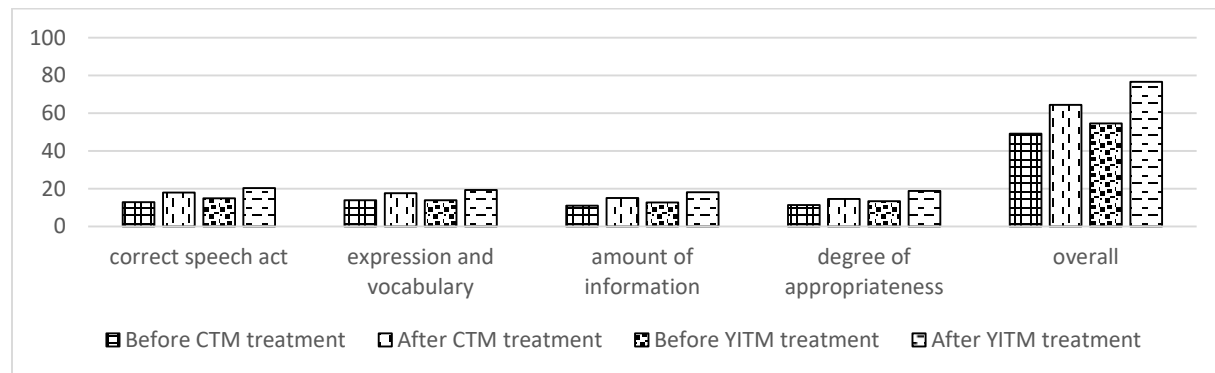 100
80
60
40
20
0
correct speech act
expression and
vocabulary
amount of
information
degree of
appropriateness
overall
Before CTM treatment
After CTM treatment
Before YITM treatment
After YITM treatment